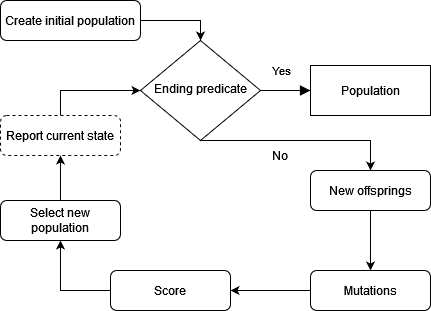 Create initial population
Ending predicate
Yes
Population
Report current state
No
New offsprings
Select new
population
Score
Mutations